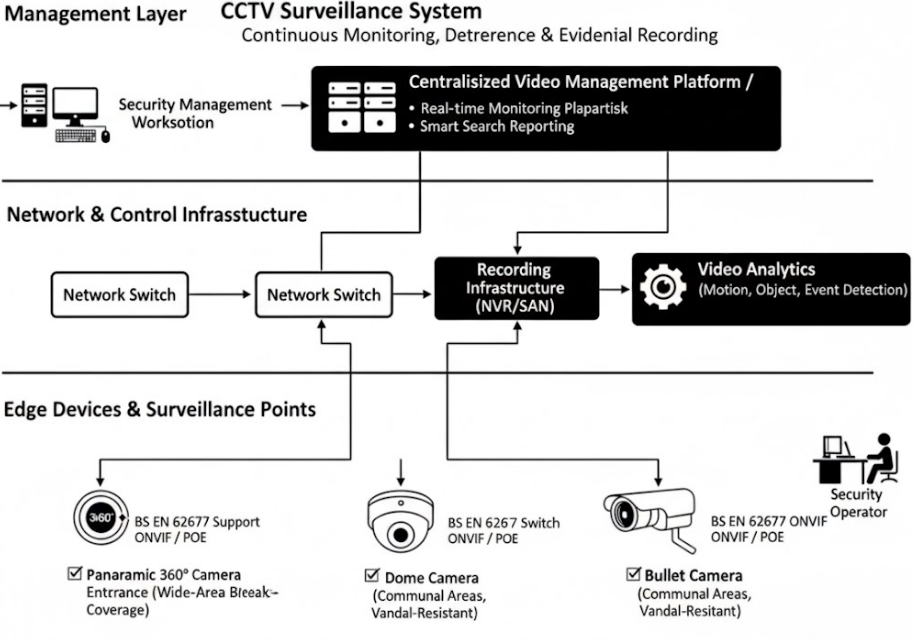 Management Layer
CCTV Surveillance System
Continuous Monitoring, Detrerence & Evidenial Recording
Security Management
Worksotion
Centralisized Video Management Platform /
• Real-time Monitoring Plapartisk
• Smart Search Reporting
Network & Control Infrasstucture
Network Switch
Network Switch
Recording
Infrastructure
(NVR/SAN)
Video Analytics
(Motion, Object, Event Detection)
Edge Devices & Surveillance Points
360°
BS EN 62677 Support
ONVIF / POE
BS EN 6267 Switch
ONVIF / POE
BS EN 62677 ONVIF
ONVIF / POE
Security
Operator
☑ Panaramic 360° Camera
Entrrance (Wide-Area Bleak-
Coverage)
☑ Dome Camera
(Communal Areas,
Vandal-Resistant)
☑ Bullet Camera
(Communal Areas,
Vandal-Resitant)